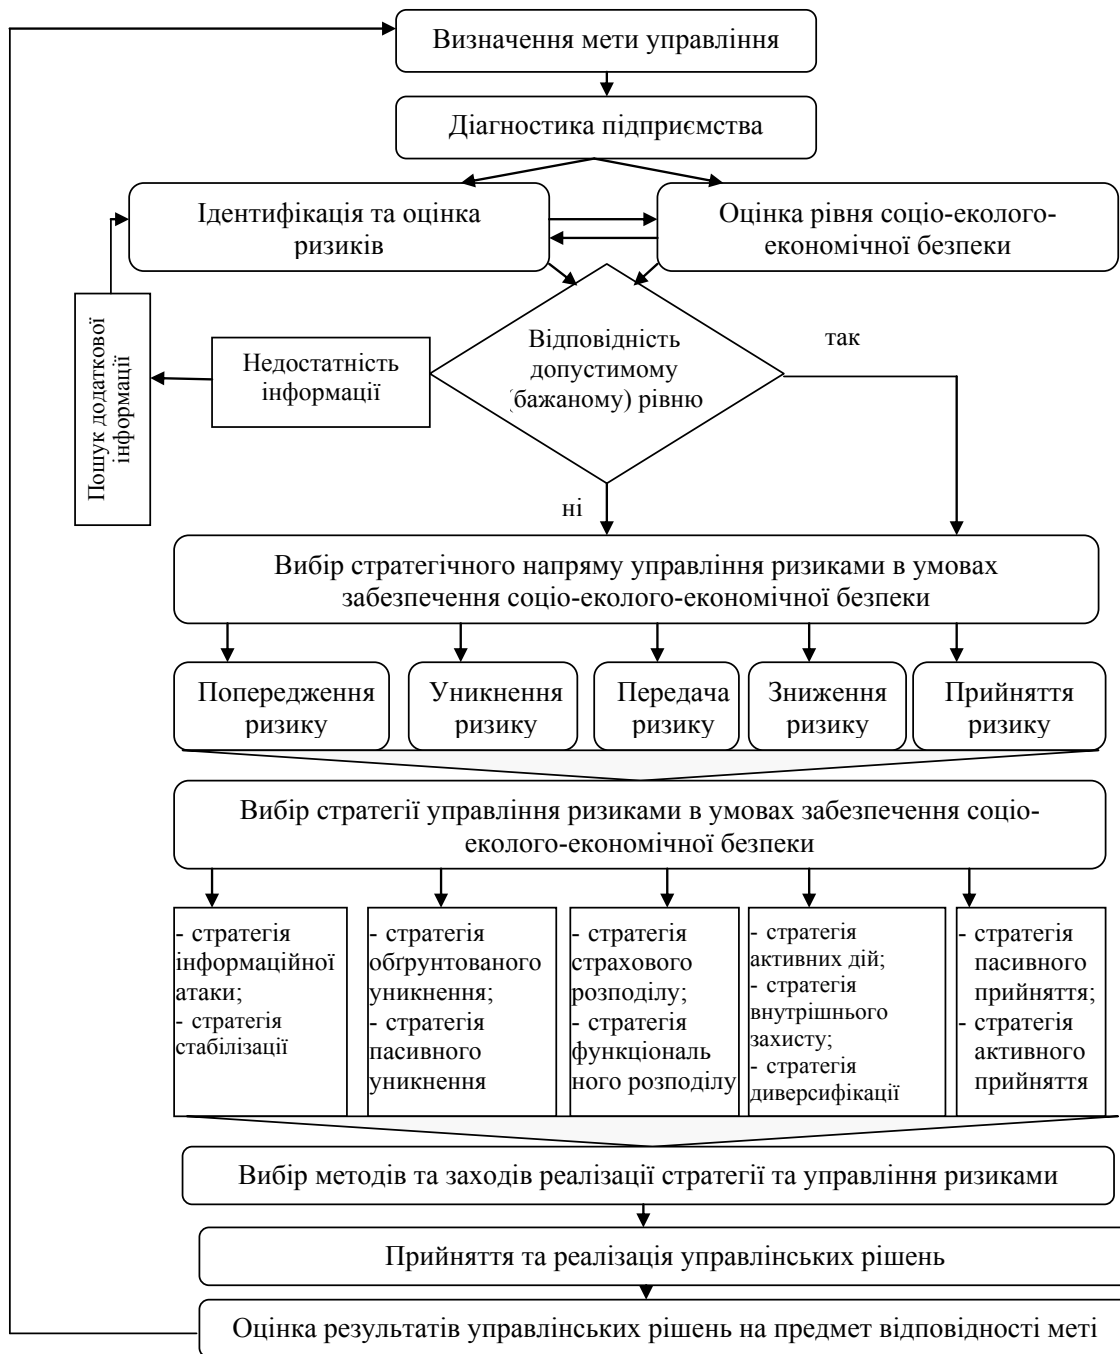 Визначення мети управління
Діагностика підприємства
Ідентифікація та оцінка
ризиків
Оцінка рівня соціо-еколого-
економічної безпеки
Пошук додаткової
інформації
Недостатність
інформації
Відповідність
допустимому
(бажаному) рівню
так
ні
Вибір стратегічного напряму управління ризиками в умовах
забезпечення соціо-еколого-економічної безпеки
Попередження
ризику
Уникнення
ризику
Передача
ризику
Зниження
ризику
Прийняття
ризику
Вибір стратегії управління ризиками в умовах забезпечення соціо-
еколого-економічної безпеки
- стратегія
інформаційної
атаки;
- стратегія
стабілізації
- стратегія
обґрунтованого
уникнення;
- стратегія
пасивного
уникнення
- стратегія
страхового
розподілу;
- стратегія
функціональ
ного розподілу
- стратегія
активних дій;
- стратегія
внутрішнього
захисту;
- стратегія
диверсифікації
- стратегія
пасивного
прийняття;
- стратегія
активного
прийняття
Вибір методів та заходів реалізації стратегії та управління ризиками
Прийняття та реалізація управлінських рішень
Оцінка результатів управлінських рішень на предмет відповідності меті